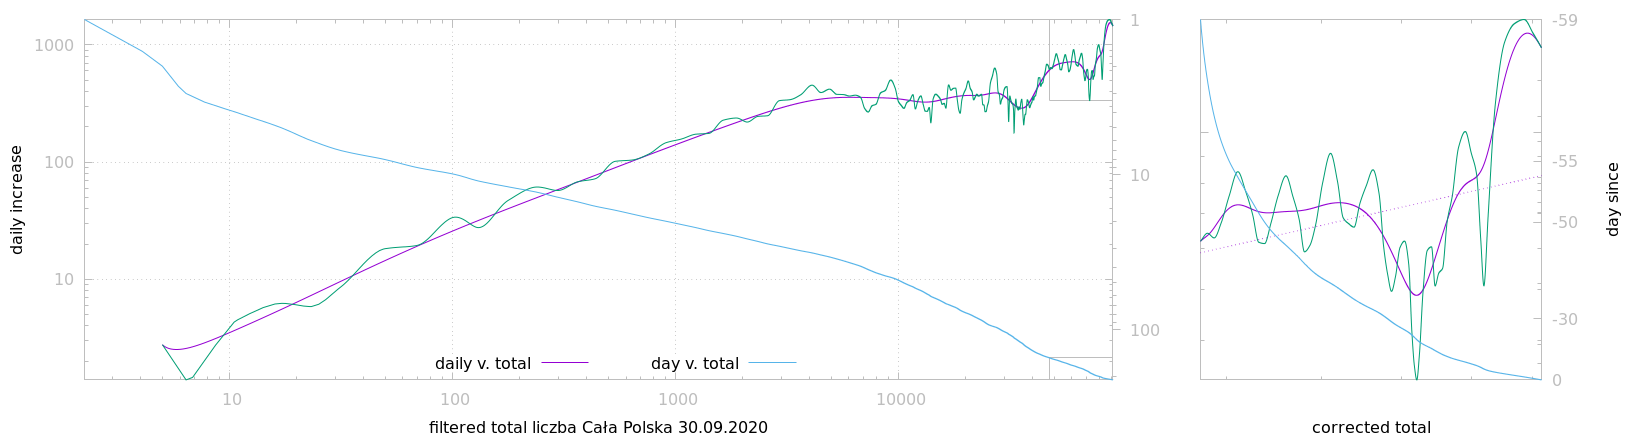 1000
100
10
daily increase
1
10
100
daily v. total
day v. total
10
100
1000
10000
filtered total liczba Cała Polska 30.09.2020
-59
-55
-50
-30
0
day since
corrected total